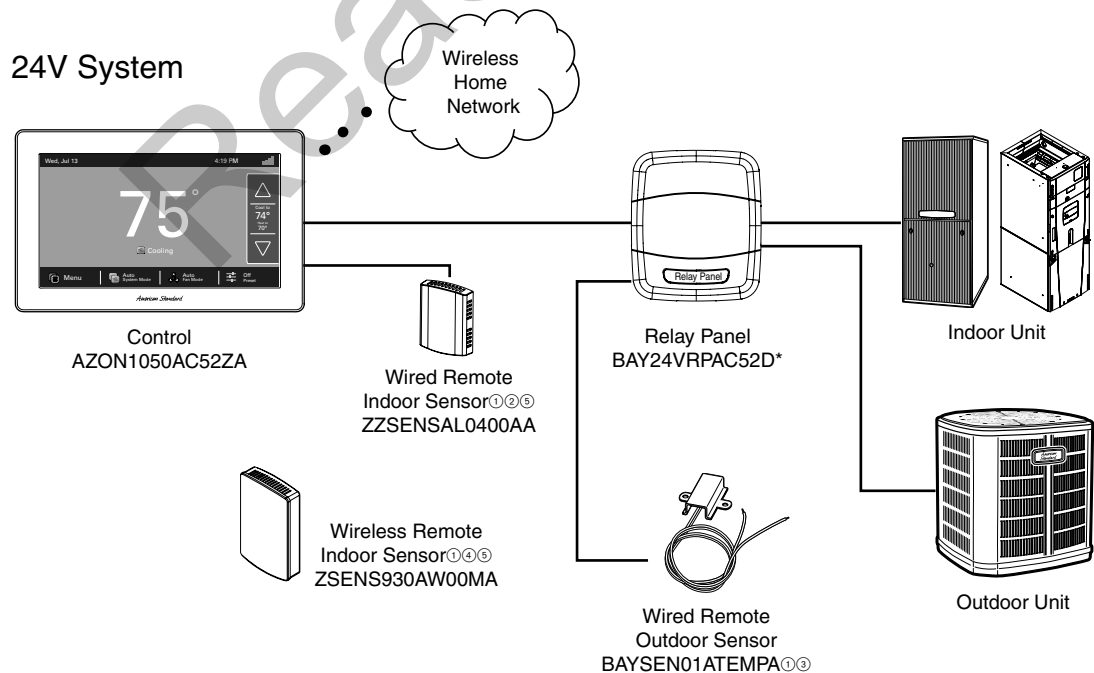 24V System
Wireless
Home
Network
Wed, Jul 13
4:19 PM
75°
Cooling
Cool to
74°
Heat to
70°
Menu
Auto
System Mode
Auto
Fan Mode
Off
Preset
American Standard
Control
AZON1050AC52ZA
Wired Remote
Indoor Sensor①②⑤
ZZSENSAL0400AA
Wireless Remote
Indoor Sensor①④⑤
ZSENS930AW00MA
Relay Panel
Relay Panel
BAY24VRPAC52D*
Wired Remote
Outdoor Sensor
BAYSEN01ATEMPA①③
Indoor Unit
American Standard
Outdoor Unit